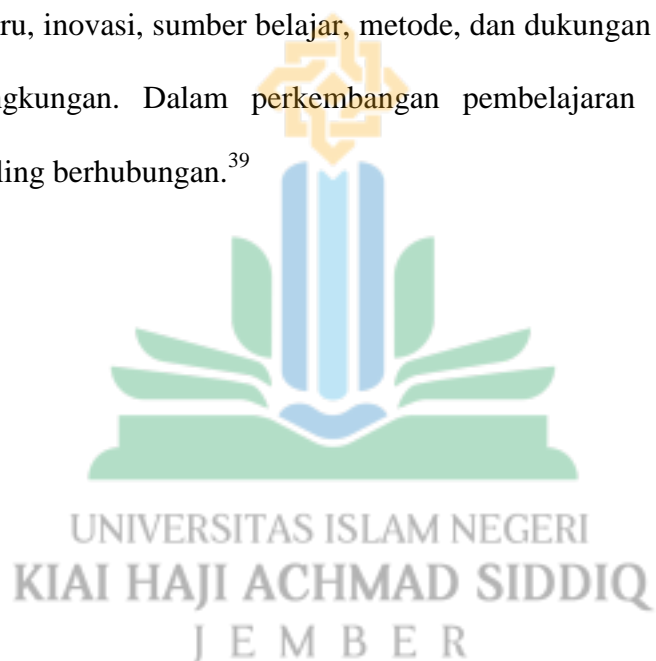 ru, inovasi, sumber belajar, metode, dan dukungan
ngkungan. Dalam perkembangan pembelajaran
ling berhubungan.39
UNIVERSITAS ISLAM NEGERI
KIAI HAJI ACHMAD SIDDIQ
JEMBER